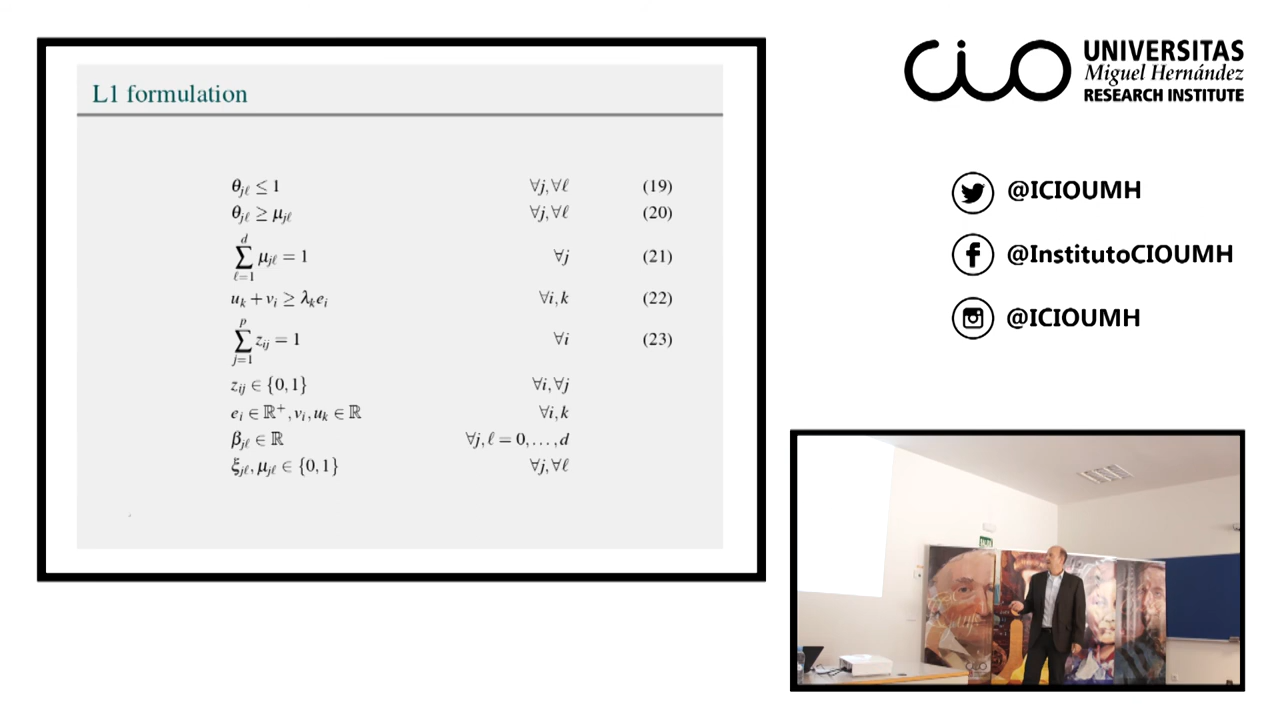 L1 formulation
θ_{jℓ} ≤ 1 ∀j,∀ℓ (19)
θ_{jℓ} ≥ μ_{jℓ} ∀j,∀ℓ (20)
∑_{ℓ=1}^{d} μ_{jℓ} = 1 ∀j (21)
u_k + v_i ≥ λ_k e_i ∀i,k (22)
∑_{j=1}^{p} z_{ij} = 1 ∀i (23)
z_{ij} ∈ {0,1} ∀i,∀j
e_i ∈ ℝ⁺, v_i, u_k ∈ ℝ ∀i,k
β_{jℓ} ∈ ℝ ∀j, ℓ = 0,…,d
ξ_{jℓ}, μ_{jℓ} ∈ {0,1} ∀j,∀ℓ
cio
UNIVERSITAS
Miguel Hernández
RESEARCH INSTITUTE
@ICIOUMH
@InstitutoCIOUMH
@ICIOUMH
SALIDA